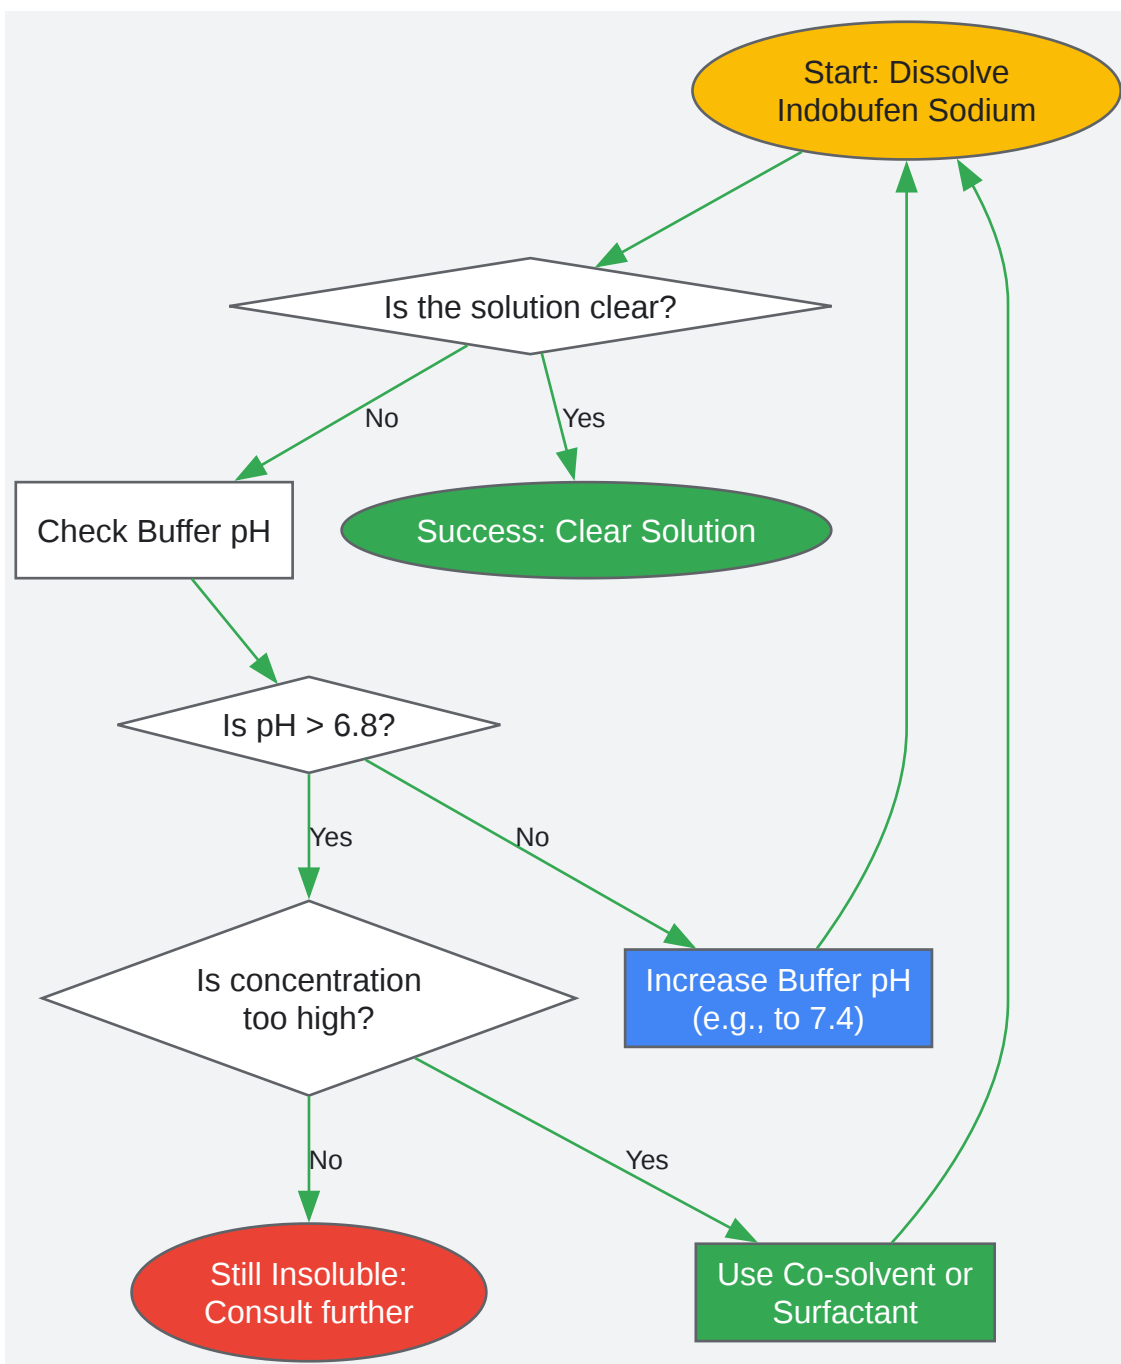 Start: Dissolve
Indobufen Sodium
Is the solution clear?
No
Yes
Check Buffer pH
Success: Clear Solution
Is pH > 6.8?
Yes
No
Is concentration
too high?
Increase Buffer pH
(e.g., to 7.4)
No
Yes
Still Insoluble:
Consult further
Use Co-solvent or
Surfactant